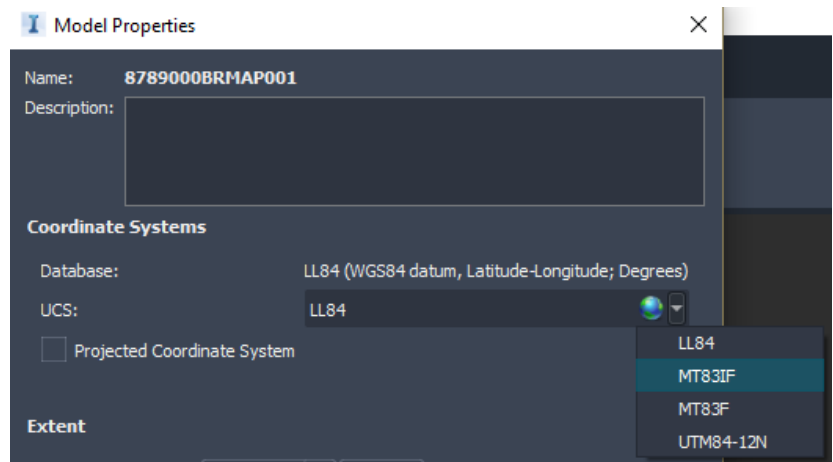 Model Properties
Name: 8789000BRMAP001
Description:
Coordinate Systems
Database: LL84 (WGS84 datum, Latitude-Longitude; Degrees)
UCS: LL84
LL84
Projected Coordinate System
MT83IF
MT83F
Extent
UTM84-12N